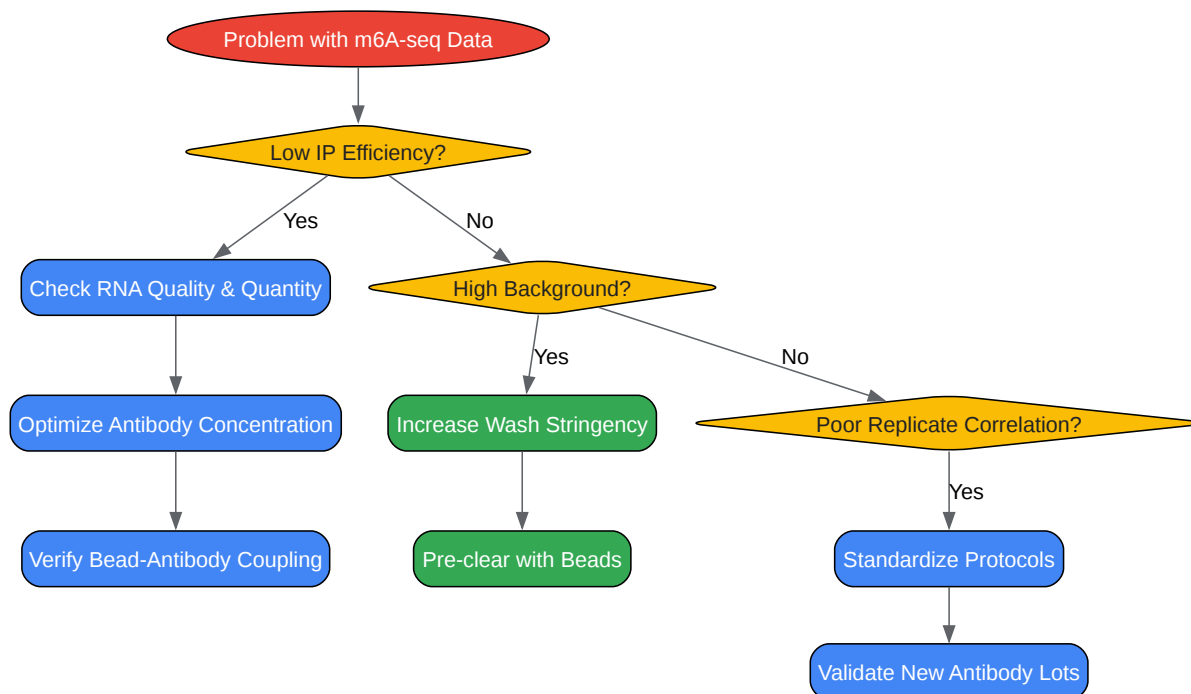 Problem with m6A-seq Data
Low IP Efficiency?
Yes
No
Check RNA Quality & Quantity
High Background?
Yes
No
Optimize Antibody Concentration
Increase Wash Stringency
Poor Replicate Correlation?
Yes
Verify Bead-Antibody Coupling
Pre-clear with Beads
Standardize Protocols
Validate New Antibody Lots